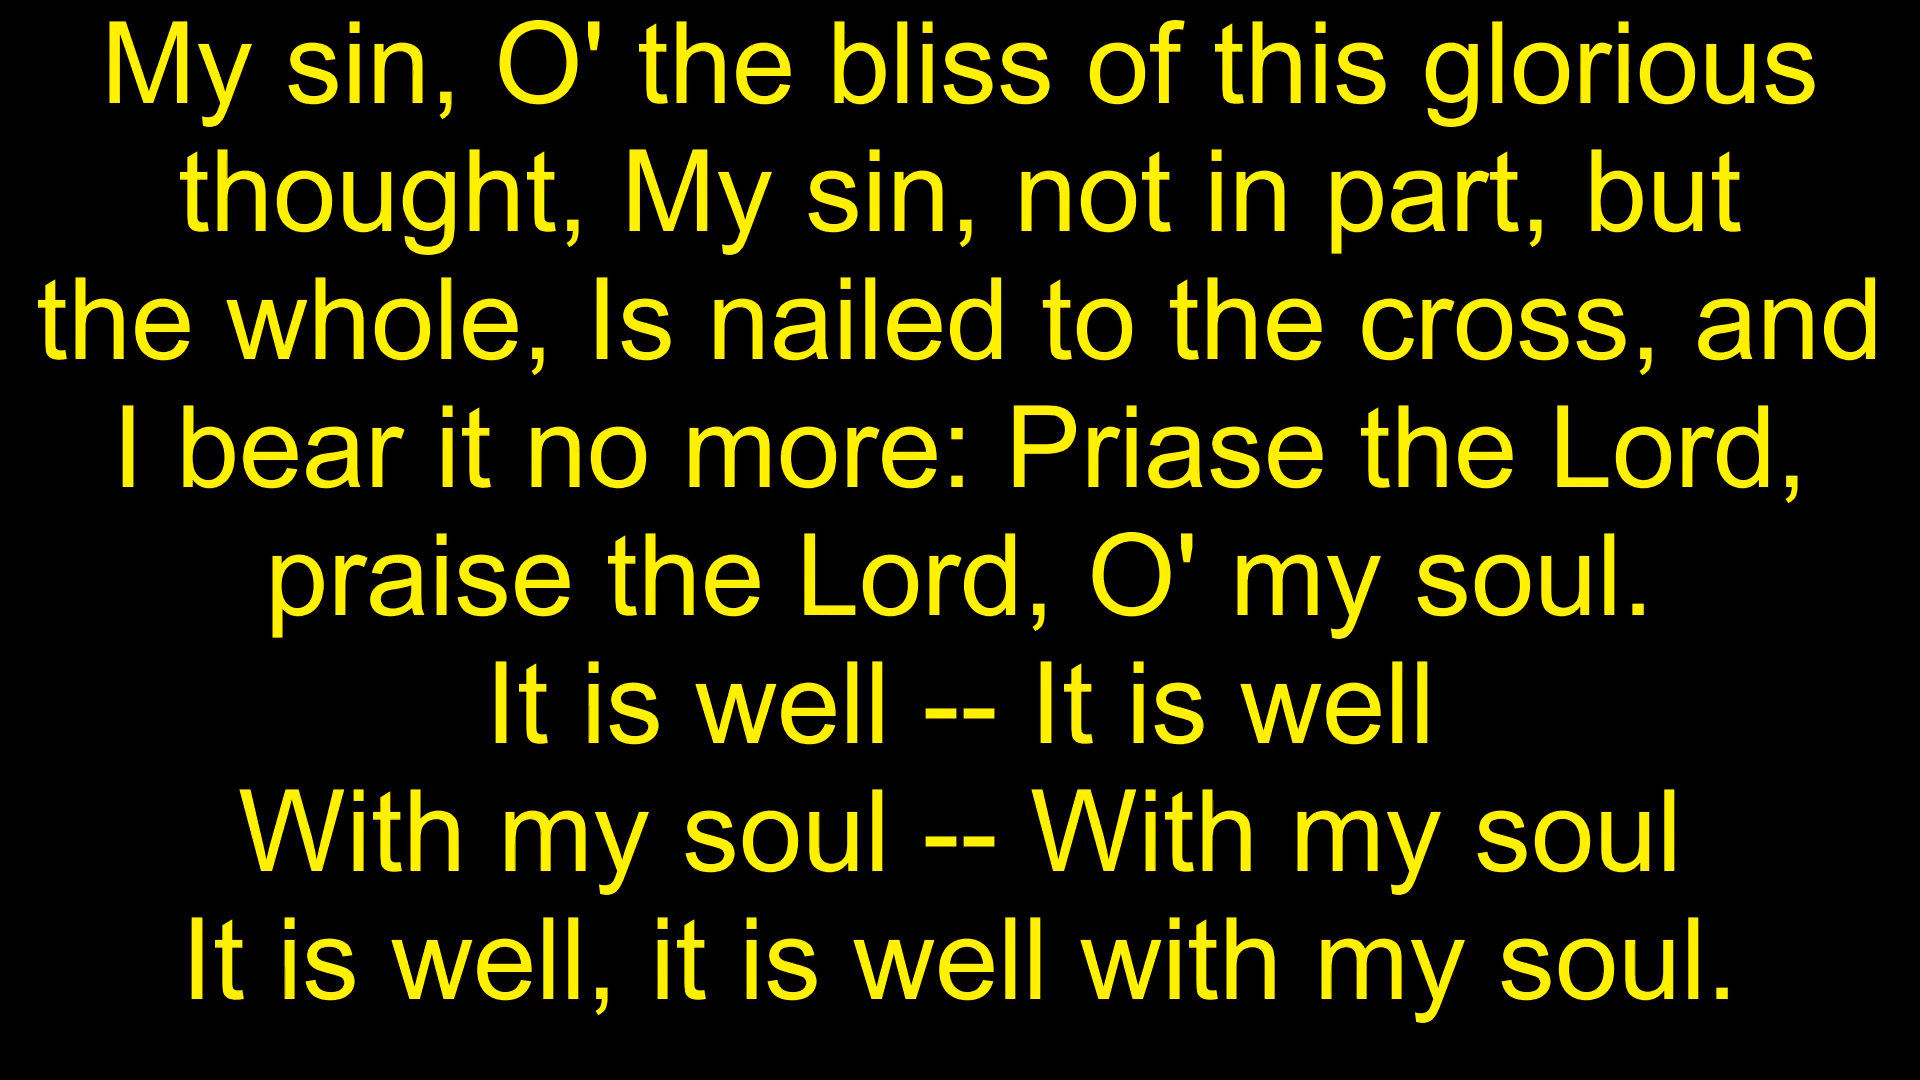 My sin, O' the bliss of this glorious
thought, My sin, not in part, but
the whole, Is nailed to the cross, and
I bear it no more: Priase the Lord,
praise the Lord, O' my soul.
It is well -- It is well
With my soul -- With my soul
It is well, it is well with my soul.